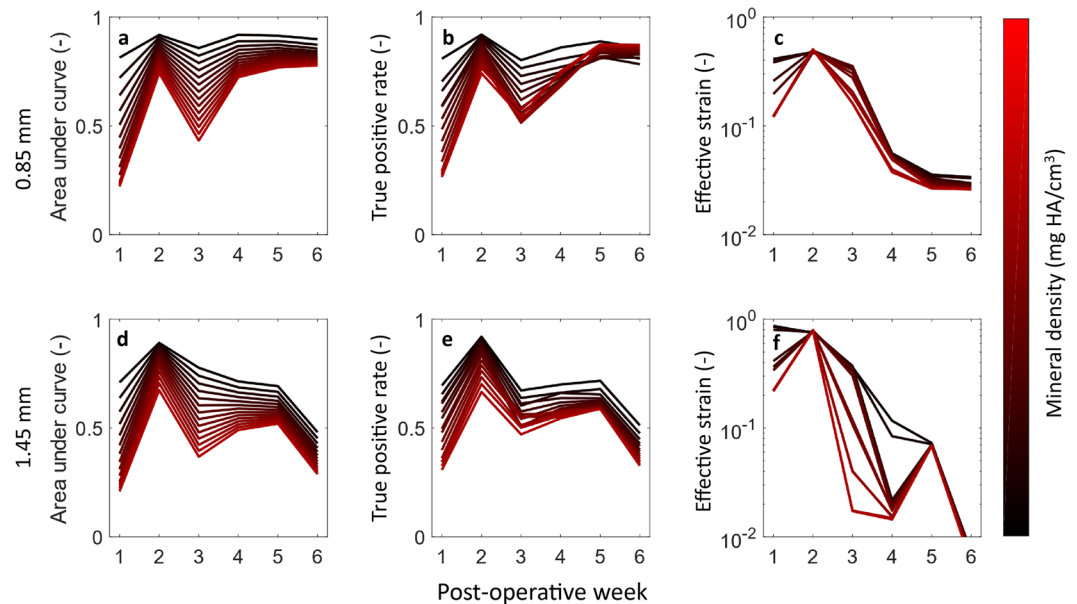 0.85 mm
a
Area under curve (-)
1
0.5
0
1 2 3 4 5 6
b
True positive rate (-)
1
0.5
0
1 2 3 4 5 6
c
Effective strain (-)
10^0
10^-1
10^-2
1 2 3 4 5 6
1.45 mm
d
Area under curve (-)
1
0.5
0
1 2 3 4 5 6
e
True positive rate (-)
1
0.5
0
1 2 3 4 5 6
f
Effective strain (-)
10^0
10^-1
10^-2
1 2 3 4 5 6
Mineral density (mg HA/cm³)
Post-operative week